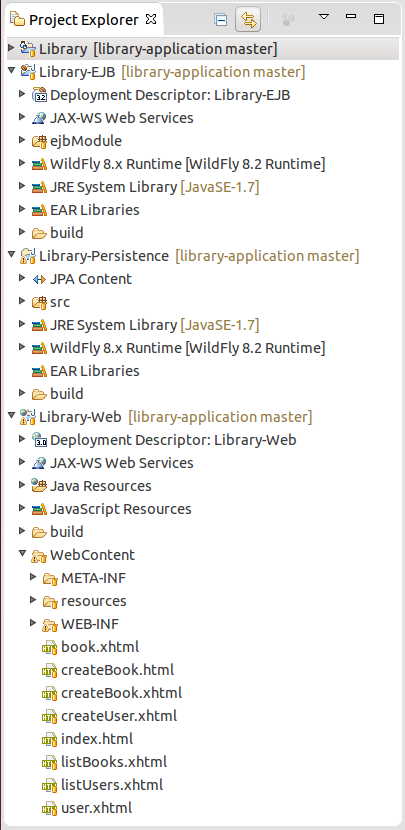 Project Explorer
Library [library-application master]
Library-EJB [library-application master]
3.2 Deployment Descriptor: Library-EJB
JAX-WS Web Services
ejbModule
WildFly 8.x Runtime [WildFly 8.2 Runtime]
JRE System Library [JavaSE-1.7]
EAR Libraries
build
Library-Persistence [library-application master]
JPA Content
src
JRE System Library [JavaSE-1.7]
WildFly 8.x Runtime [WildFly 8.2 Runtime]
EAR Libraries
build
Library-Web [library-application master]
3.0 Deployment Descriptor: Library-Web
JAX-WS Web Services
Java Resources
JavaScript Resources
build
WebContent
META-INF
resources
WEB-INF
book.xhtml
createBook.html
createBook.xhtml
createUser.xhtml
index.html
listBooks.xhtml
listUsers.xhtml
user.xhtml